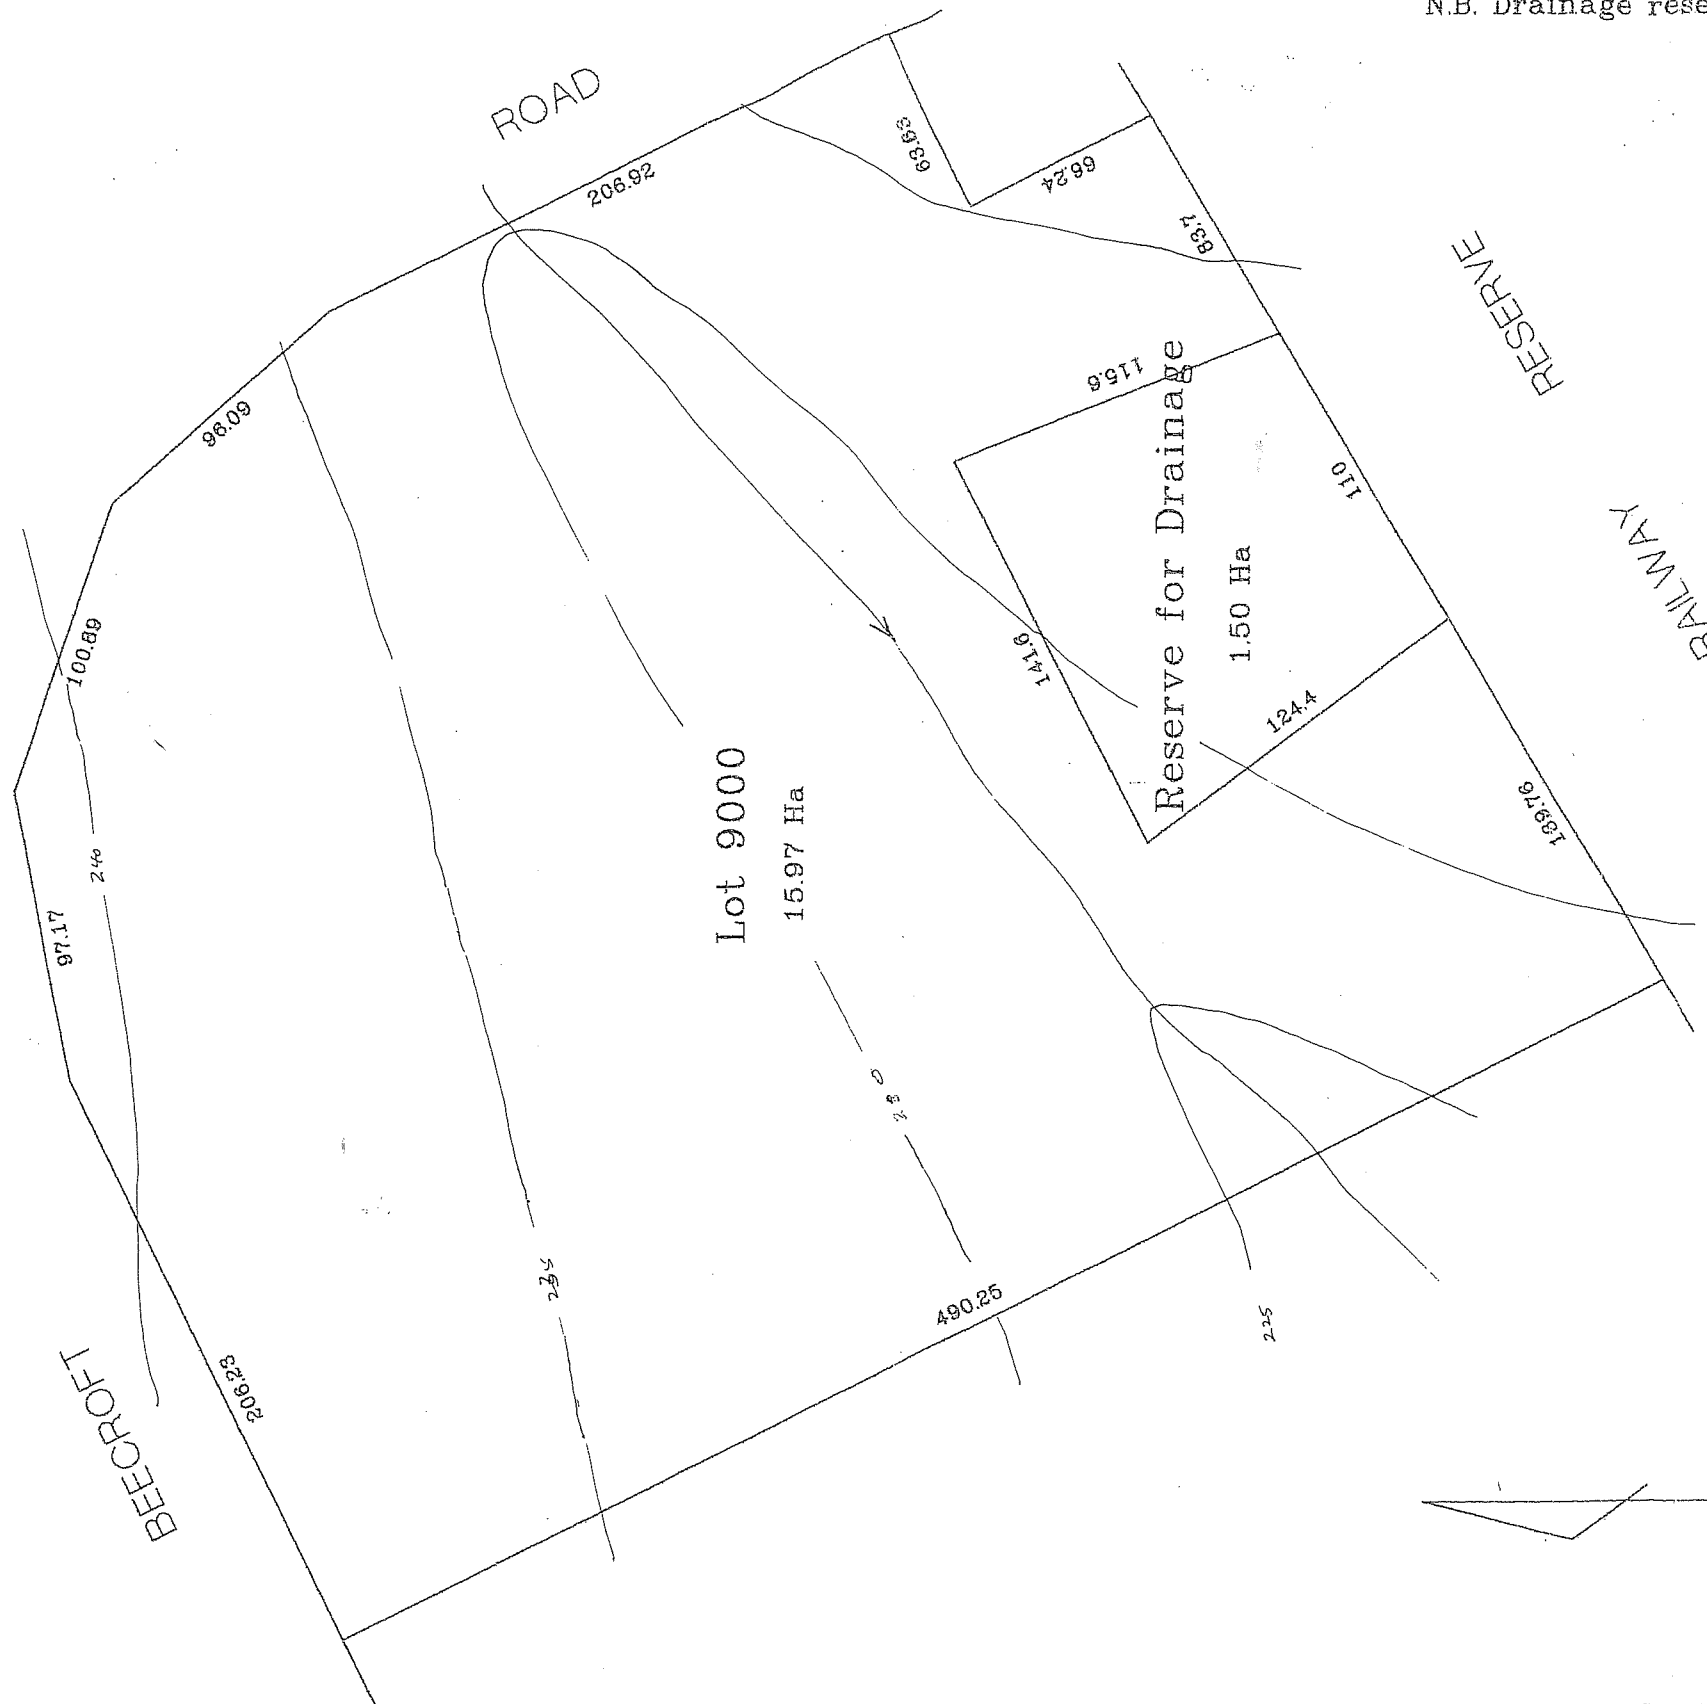 N.B. Drainage
ROAD
206.92
63.63
66.24
83.7
RESERVE
96.09
115.6
Reserve for Drainage
1.50 Ha
110
RAILWAY
100.89
141.6
124.4
139.76
Lot 9000
15.97 Ha
240
97.17
230
235
490.25
225
206.23
BEECROFT